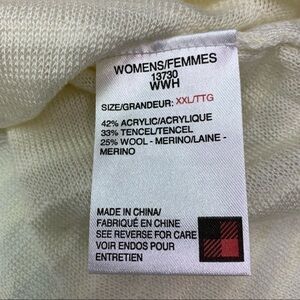 WOMENS/FEMMES
13730
WWH
SIZE/GRANDEUR: XXL/TTG
42% ACRYLIC/ACRYLIQUE
33% TENCEL/TENCEL
25% WOOL - MERINO/LAINE -
MERINO
MADE IN CHINA/
FABRIQUÉ EN CHINE
SEE REVERSE FOR CARE
VOIR ENDOS POUR
ENTRETIEN